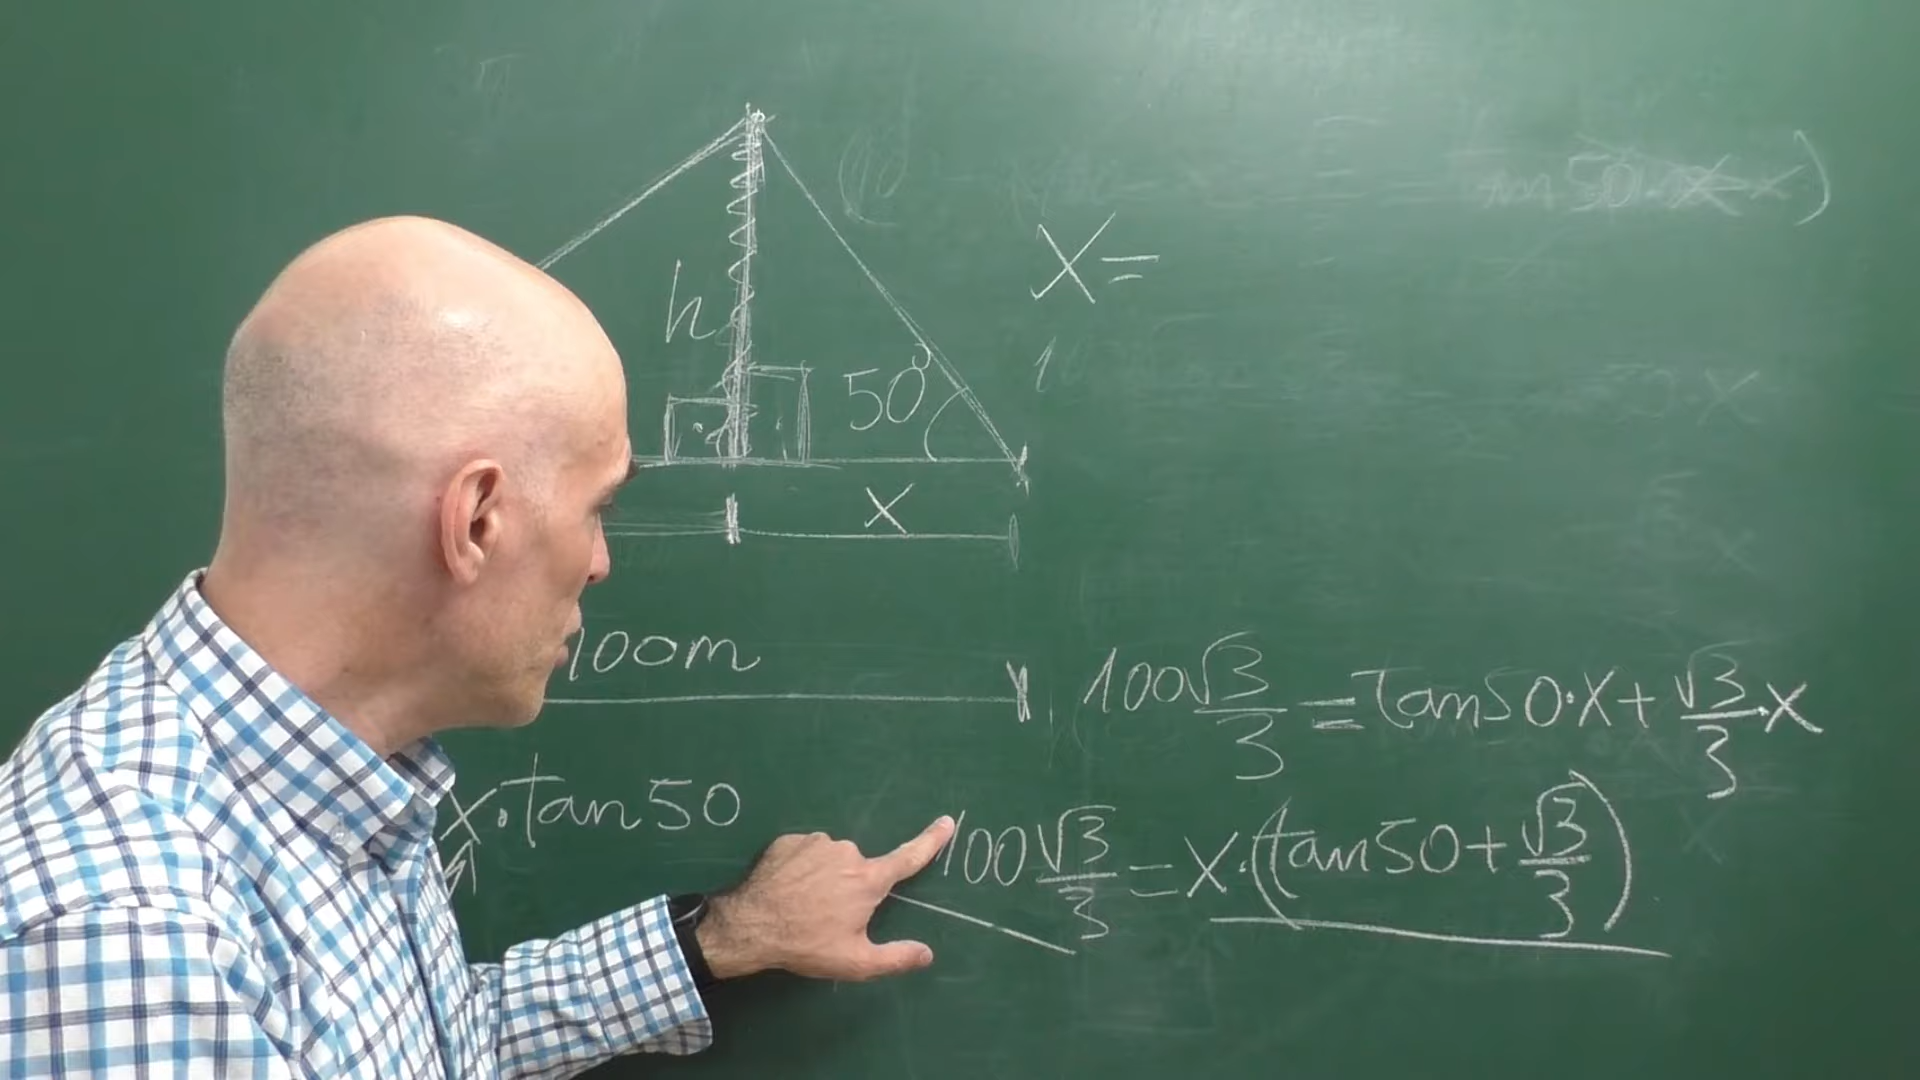 h
50°
x
100m
x·tan50
x=
100√3/3 = tan50·x + √3/3·x
100 √3/3 = x·(tan50 + √3/3)